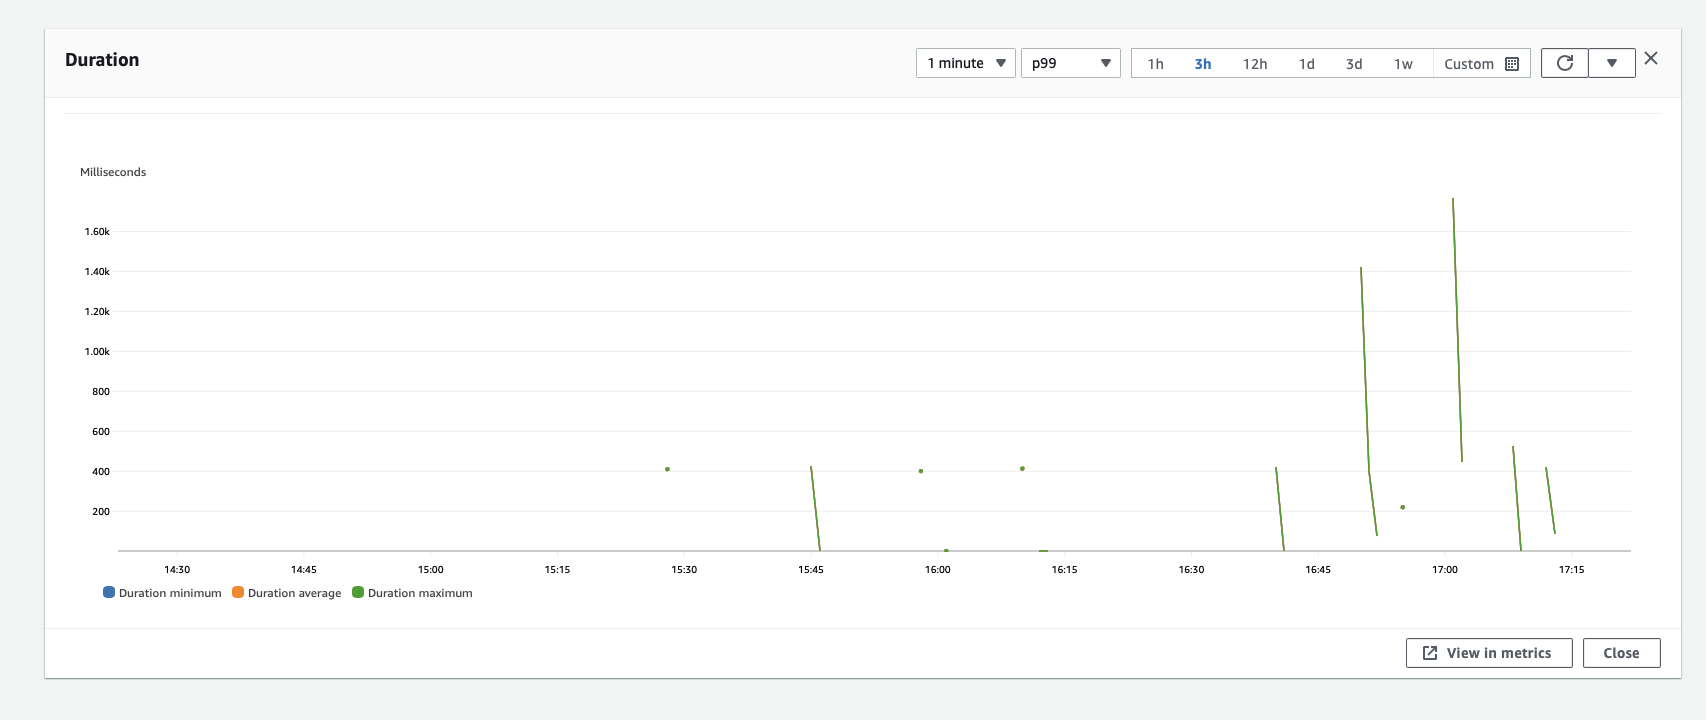 Duration
1 minute p99 1h 3h 12h 1d 3d 1w Custom
Milliseconds
1.60k
1.40k
1.20k
1.00k
800
600
400
200
14:30 14:45 15:00 15:15 15:30 15:45 16:00 16:15 16:30 16:45 17:00 17:15
Duration minimum Duration average Duration maximum
View in metrics Close